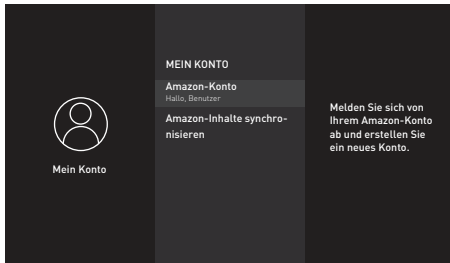 Mein Konto
MEIN KONTO
Amazon-Konto
Hallo, Benutzer
Amazon-Inhalte synchro-
nisieren
Melden Sie sich von
Ihrem Amazon-Konto
ab und erstellen Sie
ein neues Konto.